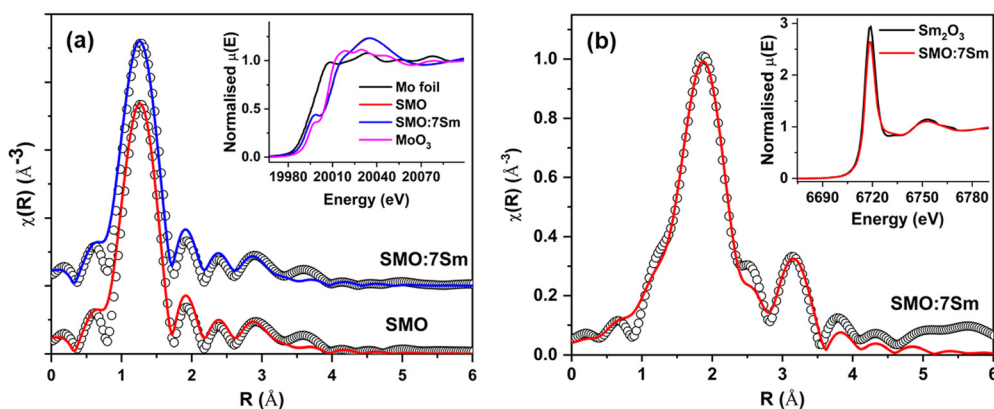 (a)
Normalised μ(E)
1.0
0.5
0.0
Mo foil
SMO
SMO:7Sm
MoO₃
19980 20010 20040 20070
Energy (eV)
χ(R) (Å⁻³)
SMO:7Sm
SMO
0 1 2 3 4 5 6
R (Å)
(b)
Normalised μ(E)
3
2
1
0
Sm₂O₃
SMO:7Sm
6690 6720 6750 6780
Energy (eV)
χ(R) (Å⁻³)
1.0
0.8
0.6
0.4
0.2
0.0
SMO:7Sm
0 1 2 3 4 5 6
R (Å)